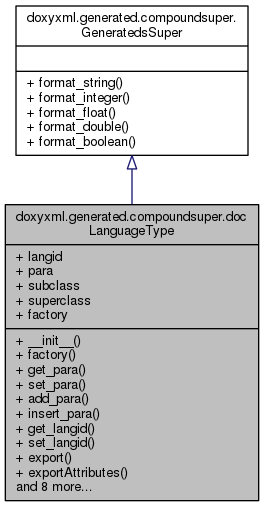 doxyxml.generated.compoundsuper.
GeneratedsSuper
+ format_string()
+ format_integer()
+ format_float()
+ format_double()
+ format_boolean()
doxyxml.generated.compoundsuper.doc
LanguageType
+ langid
+ para
+ subclass
+ superclass
+ factory
+ __init__()
+ factory()
+ get_para()
+ set_para()
+ add_para()
+ insert_para()
+ get_langid()
+ set_langid()
+ export()
+ exportAttributes()
and 8 more...